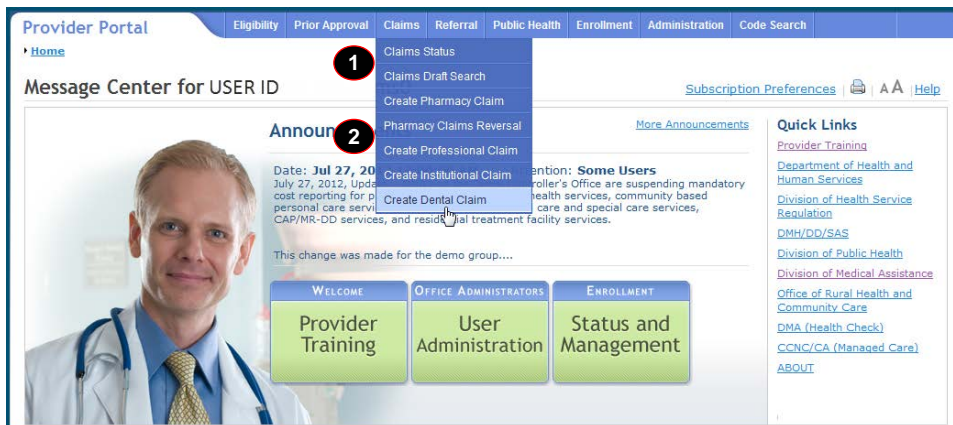 Provider Portal
Eligibility Prior Approval Claims Referral Public Health Enrollment Administration Code Search
Home
Claims Status
Claims Draft Search
Create Pharmacy Claim
Pharmacy Claims Reversal
Create Professional Claim
Create Institutional Claim
Create Dental Claim
1
2
Message Center for USER ID
Subscription Preferences | | A A | Help
Announ
More Announcements
Date: Jul 27, 20 ention: Some Users
July 27, 2012, Upda roller's Office are suspending mandatory
cost reporting for p health services, community based
personal care servi care and special care services,
CAP/MR-DD services, and residential treatment facility services.
This change was made for the demo group....
WELCOME
Provider
Training
OFFICE ADMINISTRATORS
User
Administration
ENROLLMENT
Status and
Management
Quick Links
Provider Training
Department of Health and
Human Services
Division of Health Service
Regulation
DMH/DD/SAS
Division of Public Health
Division of Medical Assistance
Office of Rural Health and
Community Care
DMA (Health Check)
CCNC/CA (Managed Care)
ABOUT